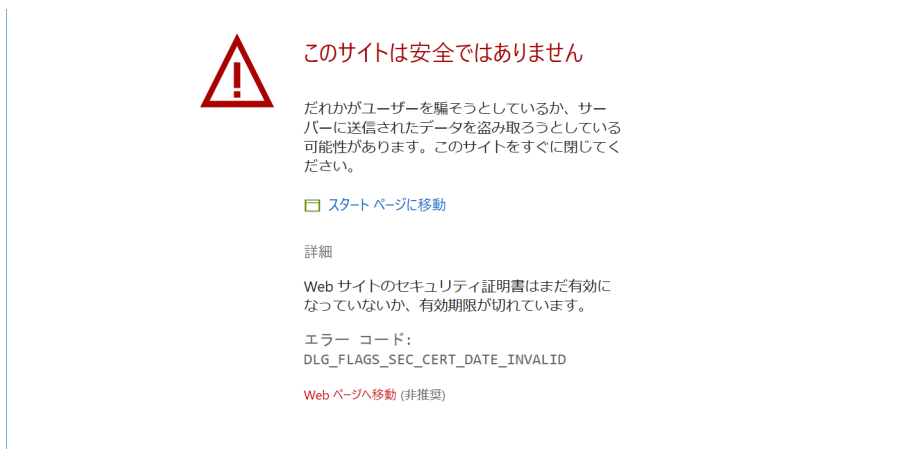 このサイトは安全ではありません
だれかがユーザーを騙そうとしているか、サー
バーに送信されたデータを盗み取ろうとしている
可能性があります。このサイトをすぐに閉じてく
ださい。
スタート ページに移動
詳細
Web サイトのセキュリティ証明書はまだ有効に
なっていないか、有効期限が切れています。
エラー コード:
DLG_FLAGS_SEC_CERT_DATE_INVALID
Web ページへ移動 (非推奨)